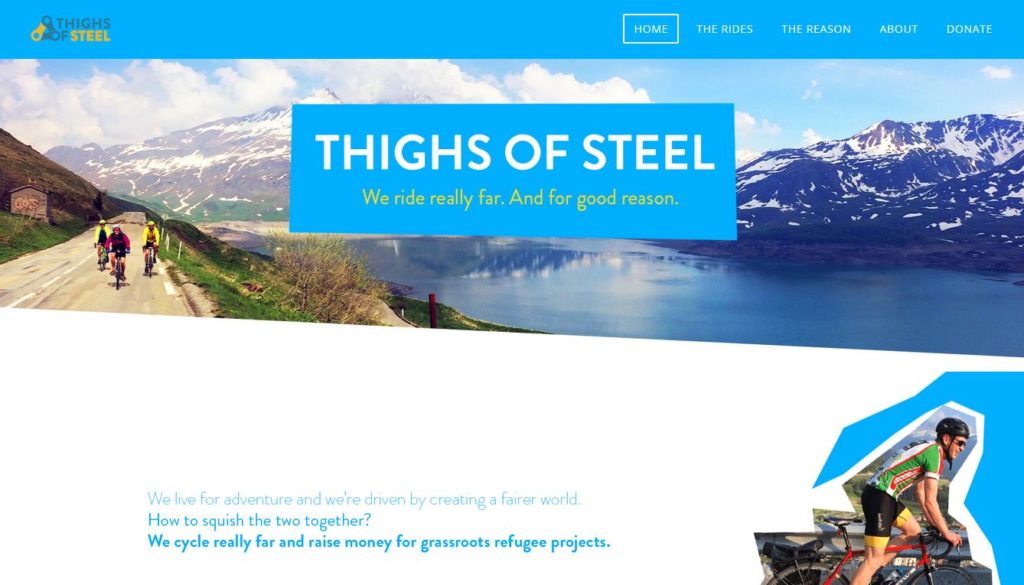 THIGHS
OF STEEL
HOME
THE RIDES
THE REASON
ABOUT
DONATE
THIGHS OF STEEL
We ride really far. And for good reason.
We live for adventure and we're driven by creating a fairer world.
How to squish the two together?
We cycle really far and raise money for grassroots refugee projects.